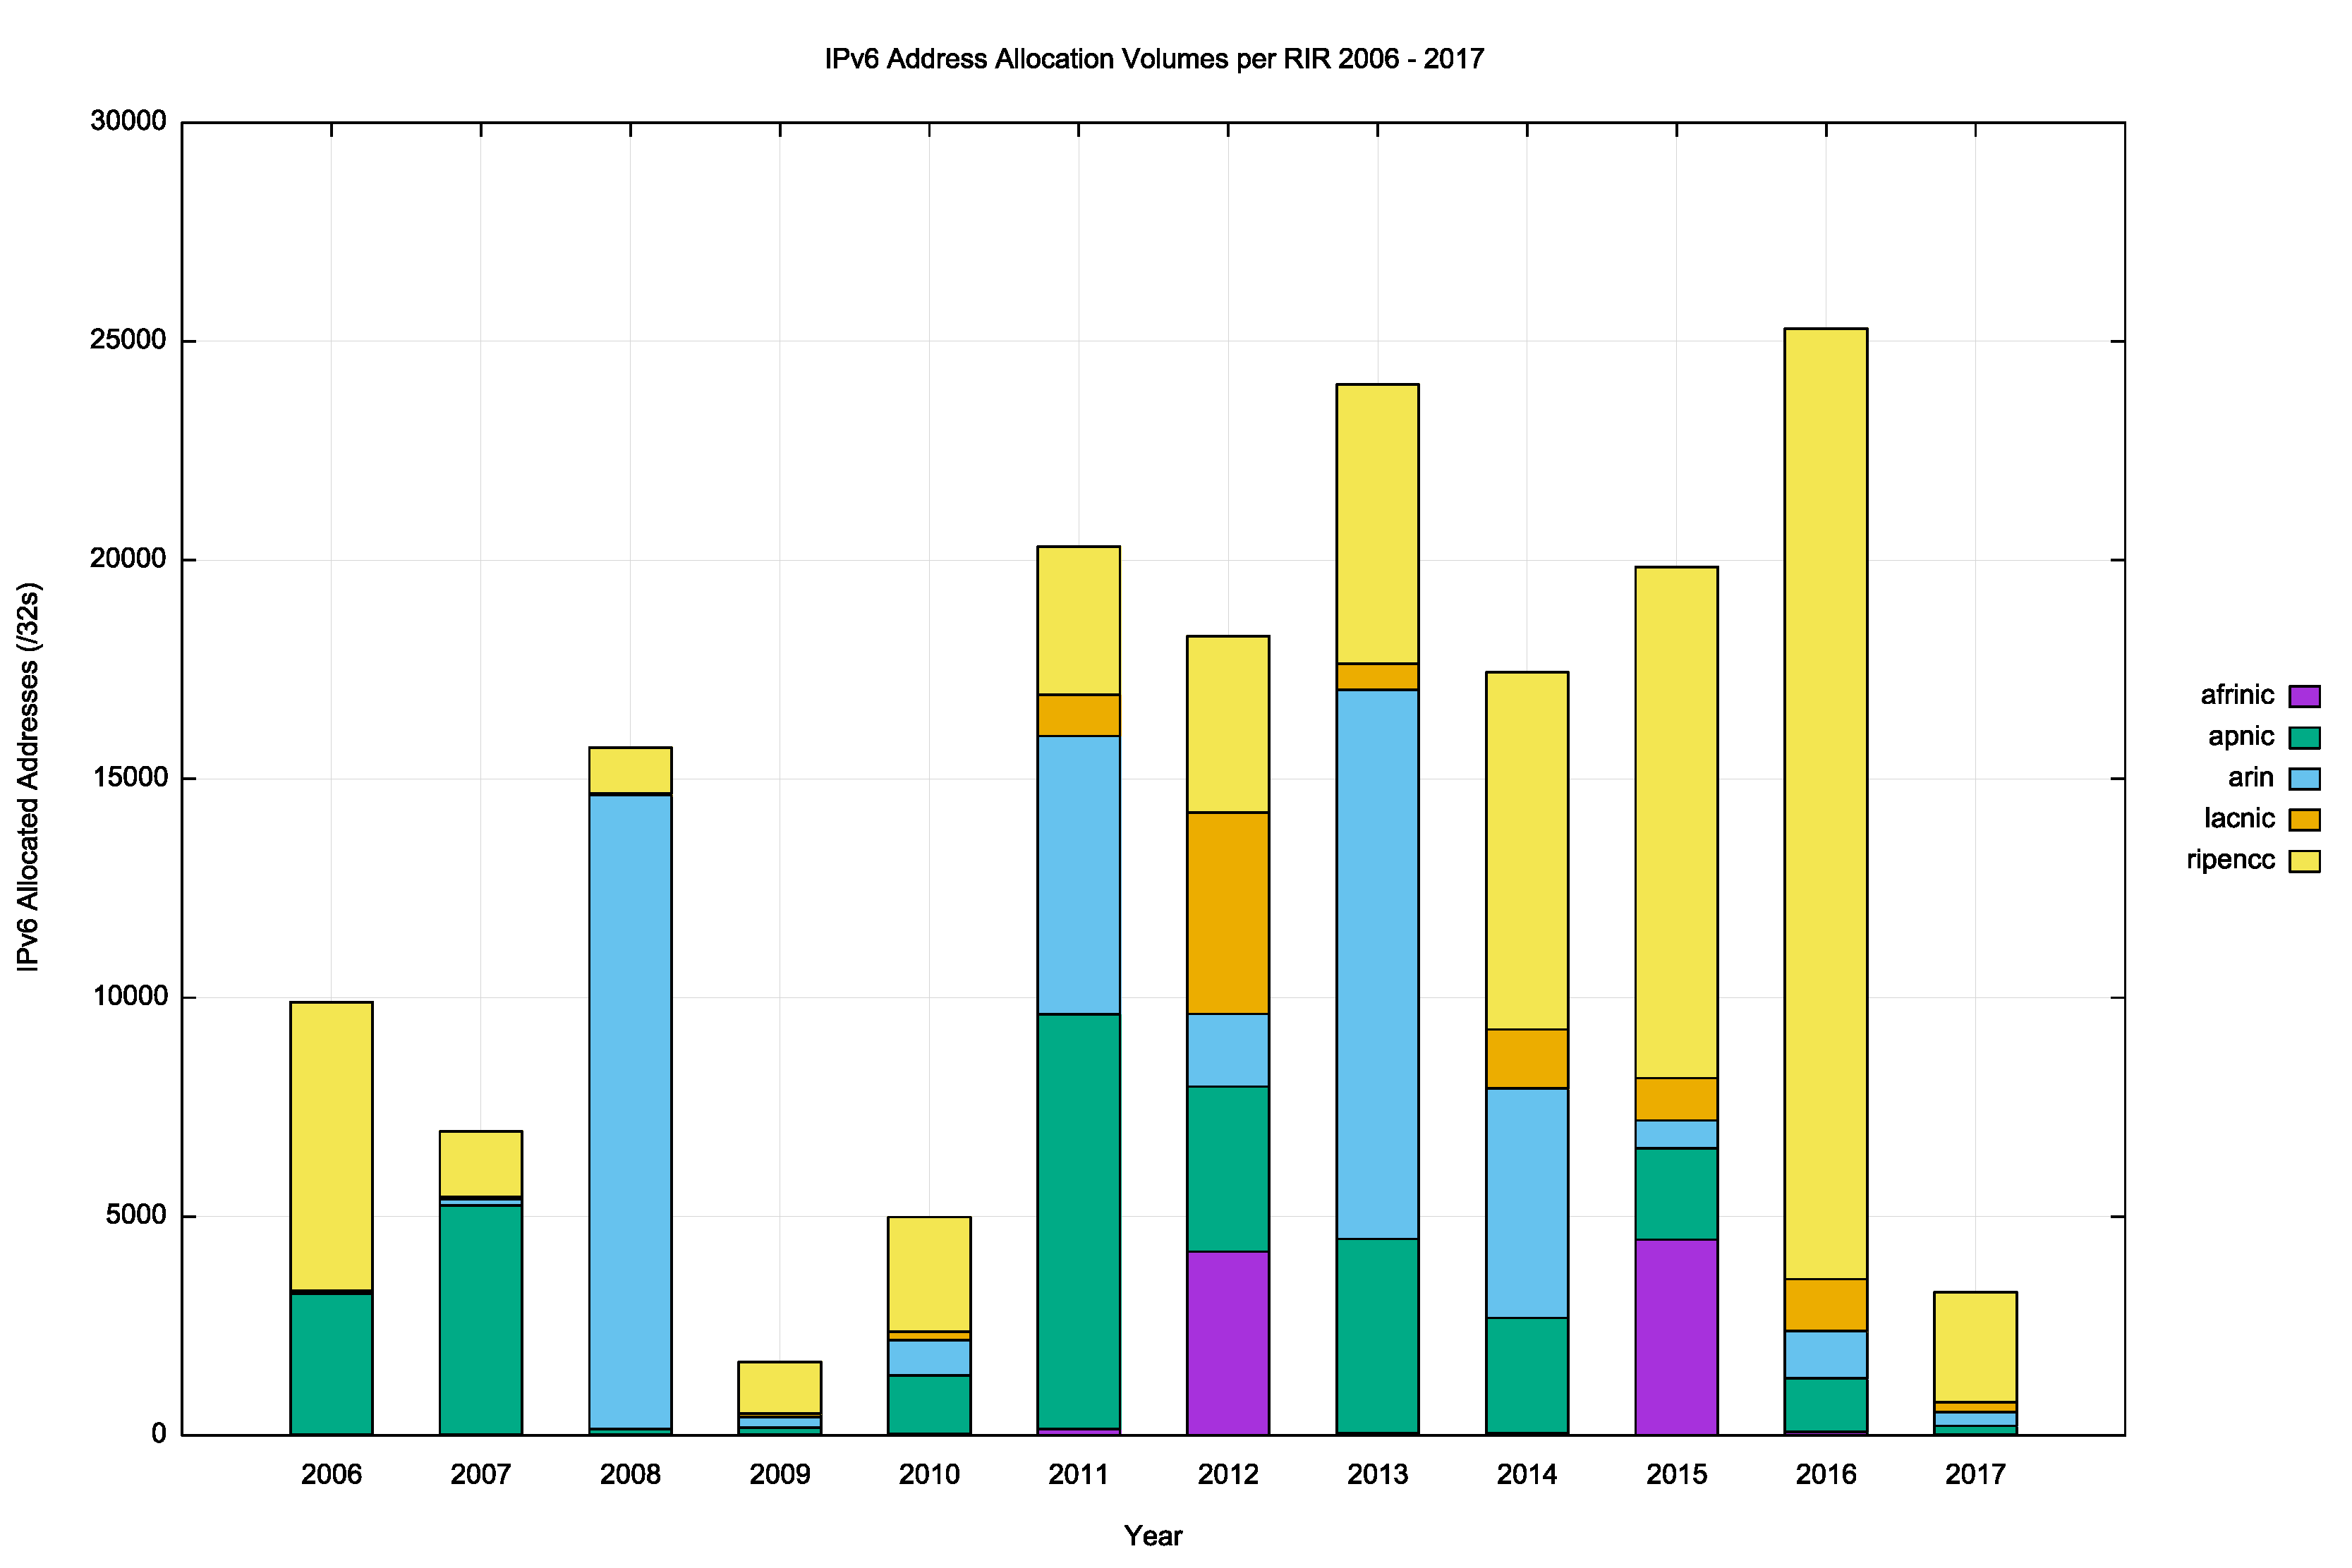 IPv6 Address Allocation Volumes per RIR 2006 - 2017
30000
25000
20000
15000
10000
5000
0
IPv6 Allocated Addresses (/32s)
2006 2007 2008 2009 2010 2011 2012 2013 2014 2015 2016 2017
Year
afrinic
apnic
arin
lacnic
ripencc